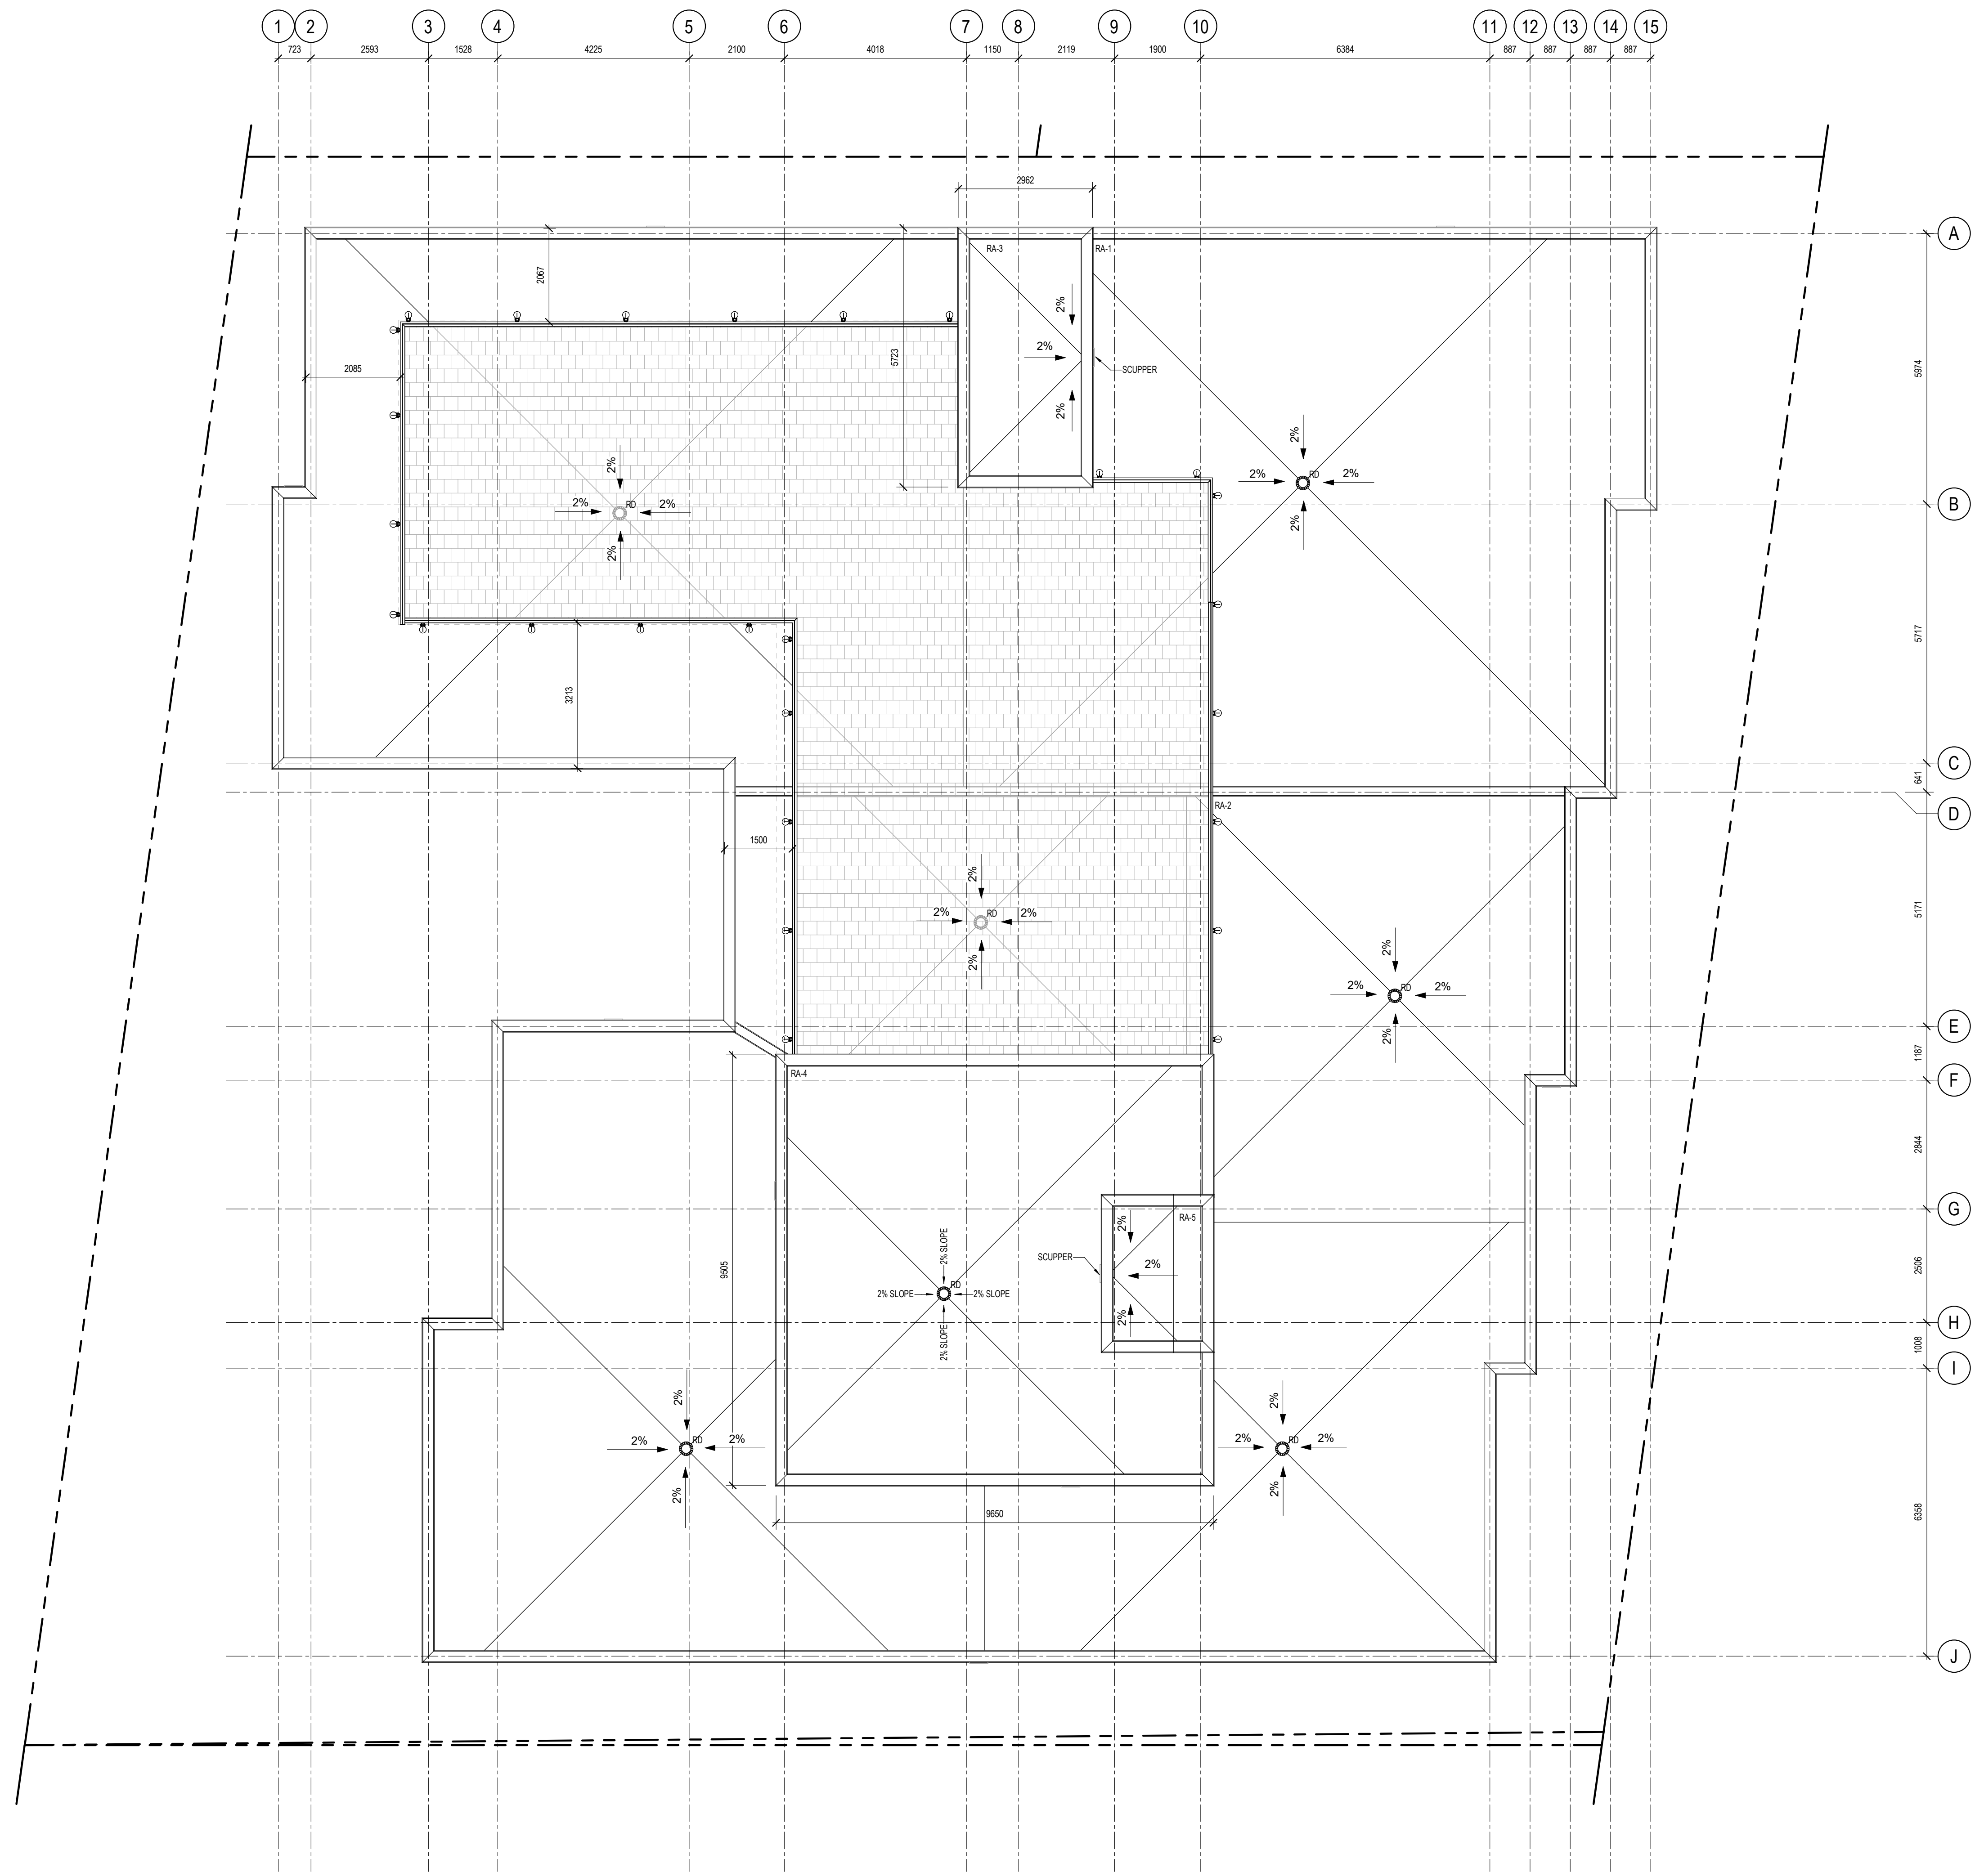 1 2 3 4 5 6 7 8 9 10 11 12 13 14 15
723 2593 1528 4225 2100 4018 1150 2119 1900 6384 887 887 887 887
2962
A
RA-3 RA-1
2067
2%
5723
2%
SCUPPER
2085
5974
2%
2%
2% RD 2%
2%
2%
2% RD 2%
2%
B
5717
3213
C
641
D
RA-2
1500
2%
2% RD 2%
2%
5171
2%
2% RD 2%
2%
E
1187
RA-4
F
2844
2%
RA-5
G
2% SLOPE
SCUPPER
2%
9505
2506
RD
2% SLOPE 2% SLOPE
2%
2% SLOPE
H
1008
I
2%
2% RD 2%
2%
2%
2% RD 2%
2%
9650
6358
J